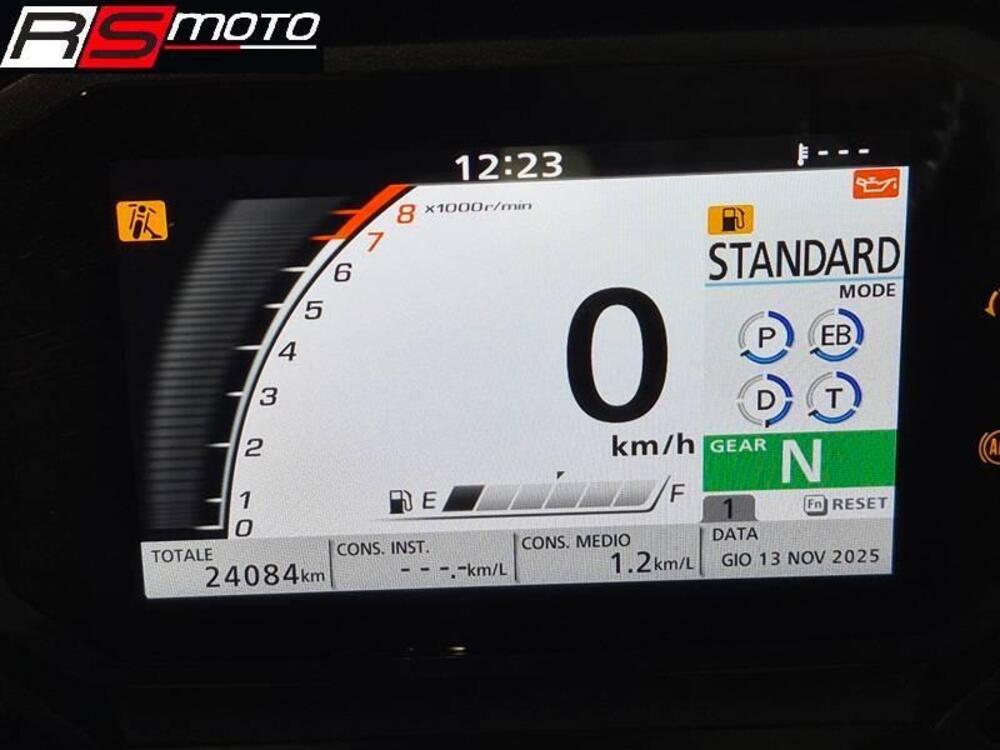 RSMOTO
12:23
---
8 x1000r/min
7
6
5
4
3
2
1
0
0
km/h
E
F
STANDARD
MODE
P
EB
D
T
GEAR N
1
Fn RESET
TOTALE
24084km
CONS. INST.
---.-km/L
CONS. MEDIO
1.2km/L
DATA
GIO 13 NOV 2025